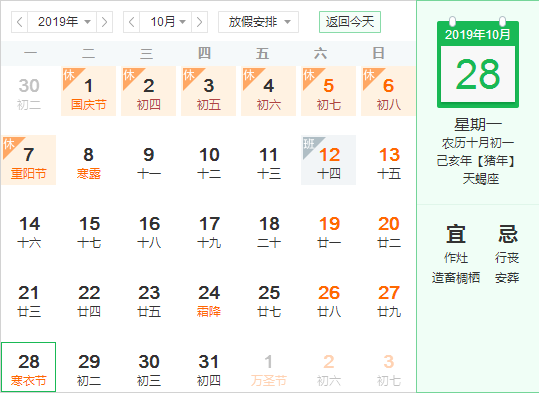 2019年 10月 放假安排 返回今天
一 二 三 四 五 六 日
30 休 1 休 2 休 3 休 4 休 5 休 6
初二 国庆节 初四 初五 初六 初七 初八
休 7 8 9 10 11 班 12 13
重阳节 寒露 十一 十二 十三 十四 十五
14 15 16 17 18 19 20
十六 十七 十八 十九 二十 廿一 廿二
21 22 23 24 25 26 27
廿三 廿四 廿五 霜降 廿七 廿八 廿九
28 29 30 31 1 2 3
寒衣节 初二 初三 初四 万圣节 初六 初七
2019年10月
28
星期一
农历十月初一
己亥年【猪年】
天蝎座
宜 忌
作灶 行丧
造畜椆栖 安葬